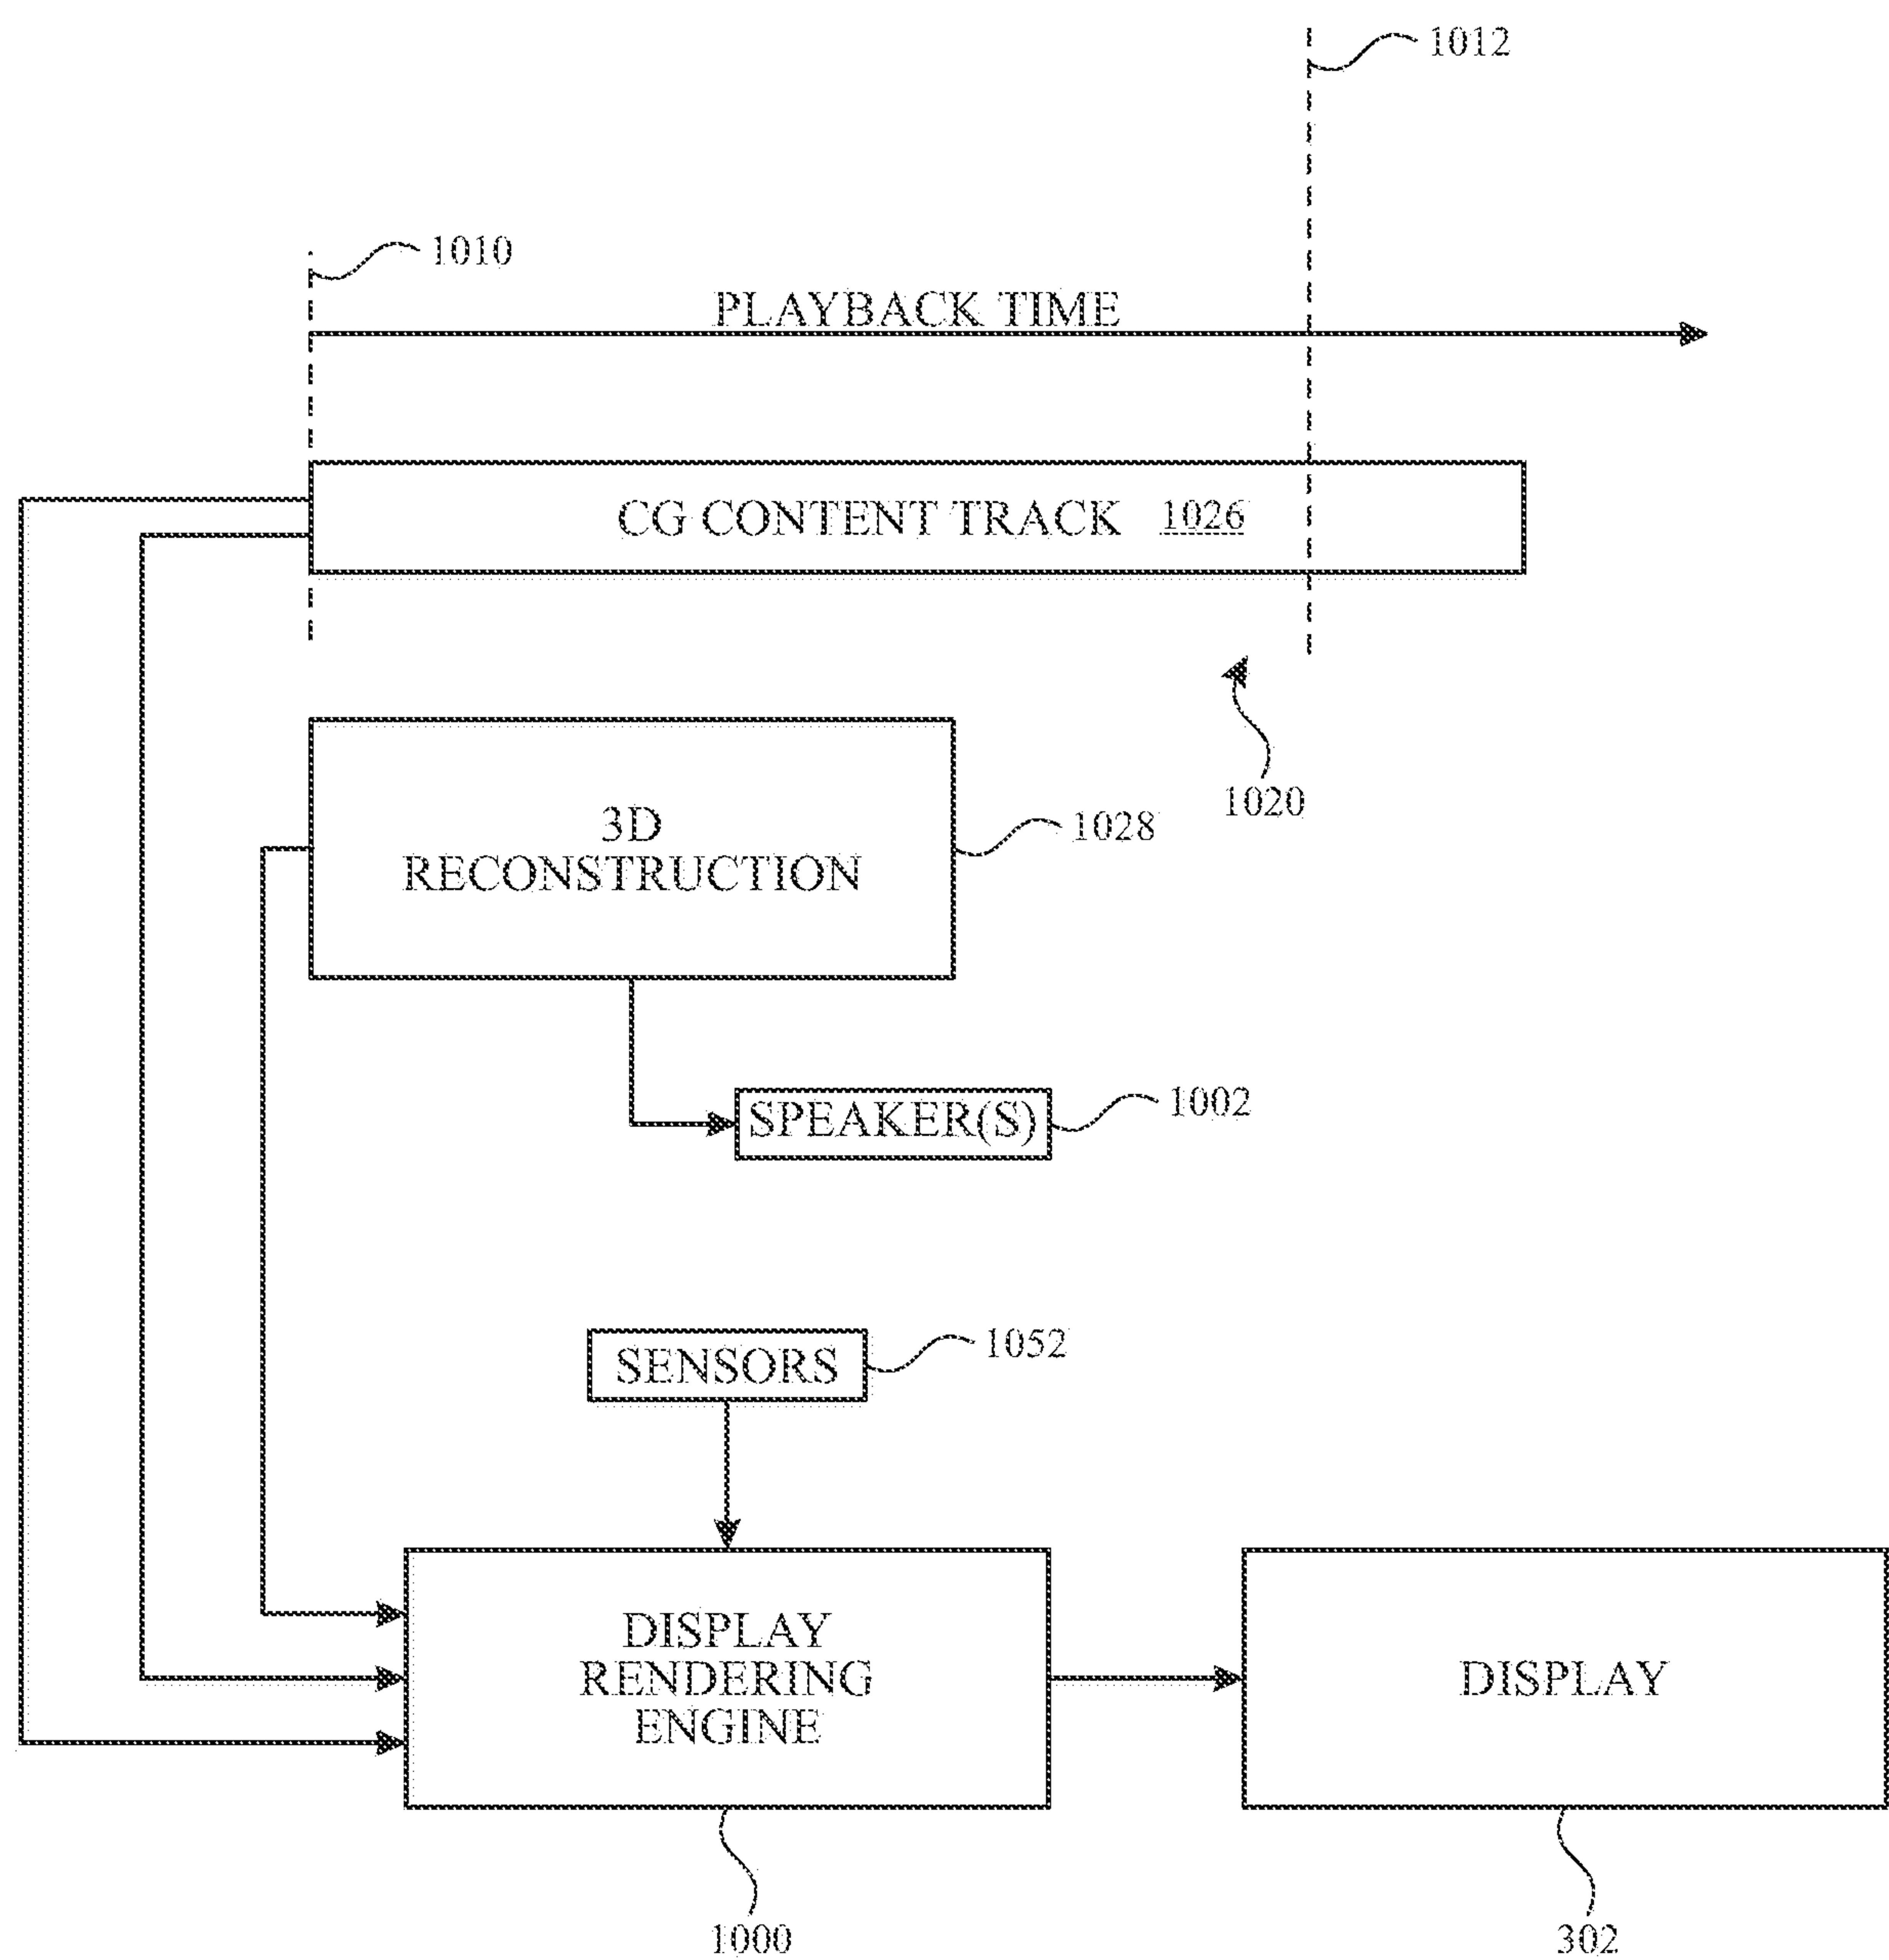 1012
1010
PLAYBACK TIME
CG CONTENT TRACK 1026
1020
3D
RECONSTRUCTION
1028
SPEAKER(S)
1002
SENSORS
1052
DISPLAY
RENDERING
ENGINE
DISPLAY
1000
302